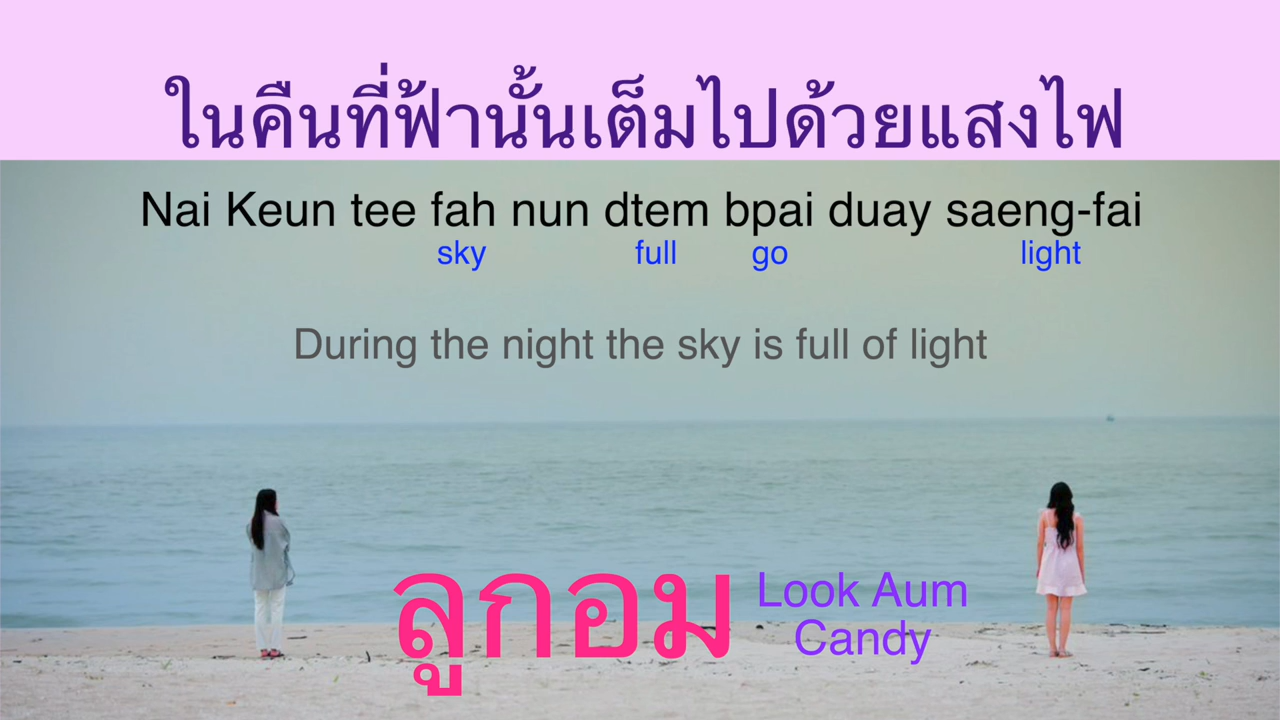 ในคืนที่ฟ้านั้นเต็มไปด้วยแสงไฟ
Nai Keun tee fah nun dtem bpai duay saeng-fai
sky full go light
During the night the sky is full of light
ลูกอม
Look Aum
Candy